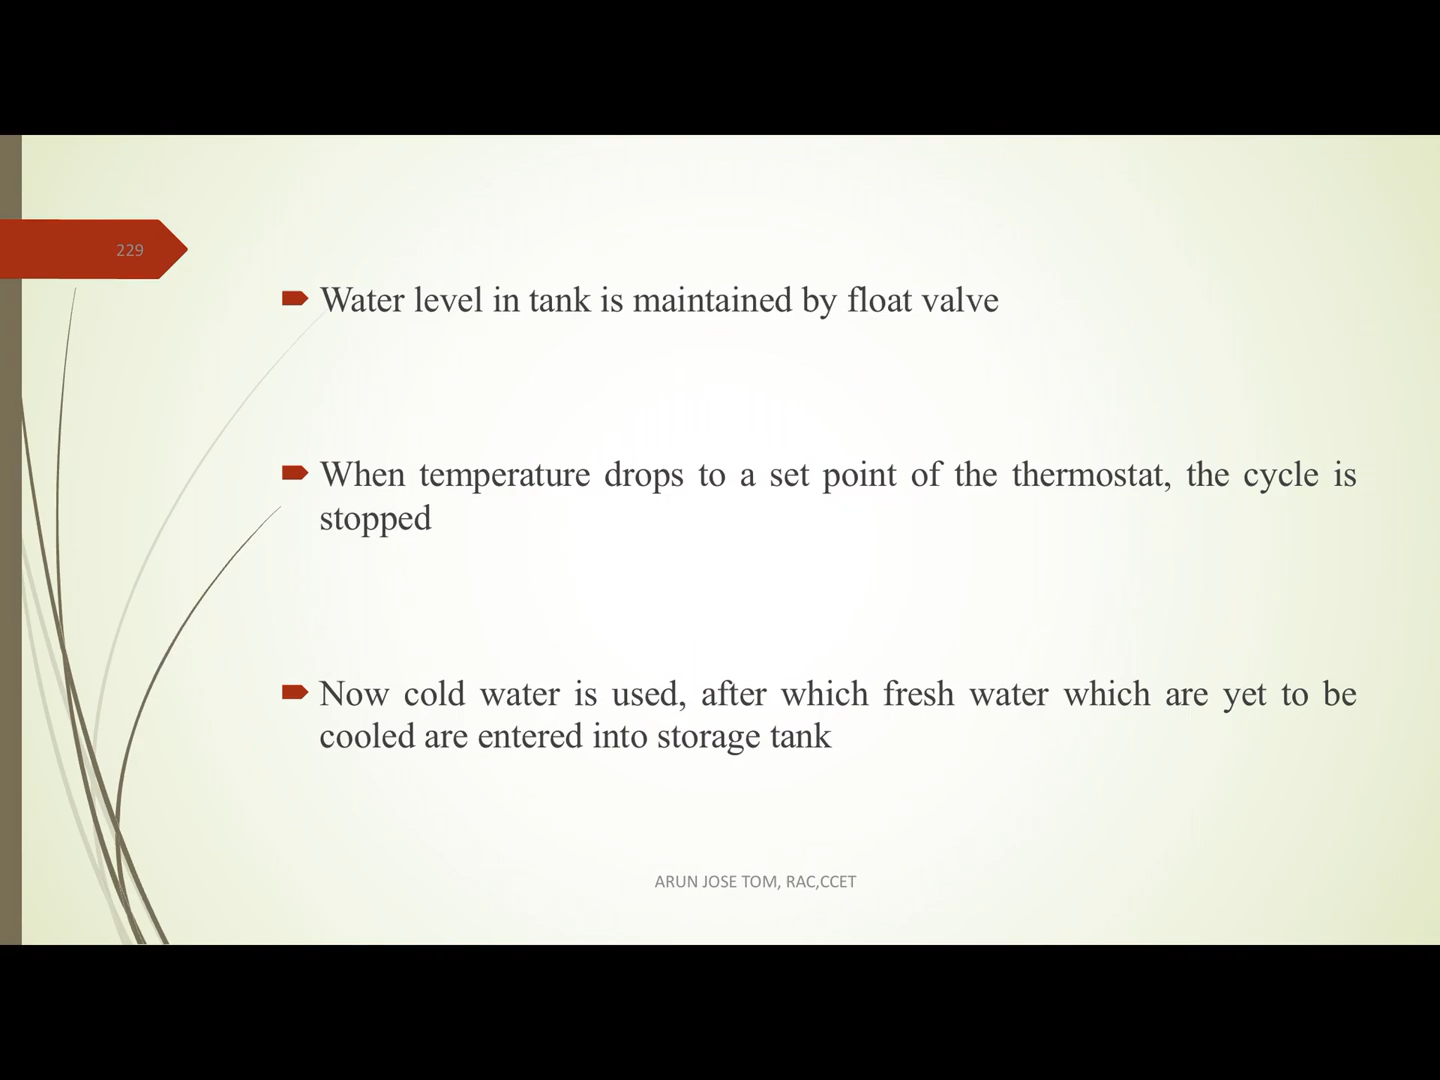 229
Water level in tank is maintained by float valve
When temperature drops to a set point of the thermostat, the cycle is
stopped
Now cold water is used, after which fresh water which are yet to be
cooled are entered into storage tank
ARUN JOSE TOM, RAC,CCET